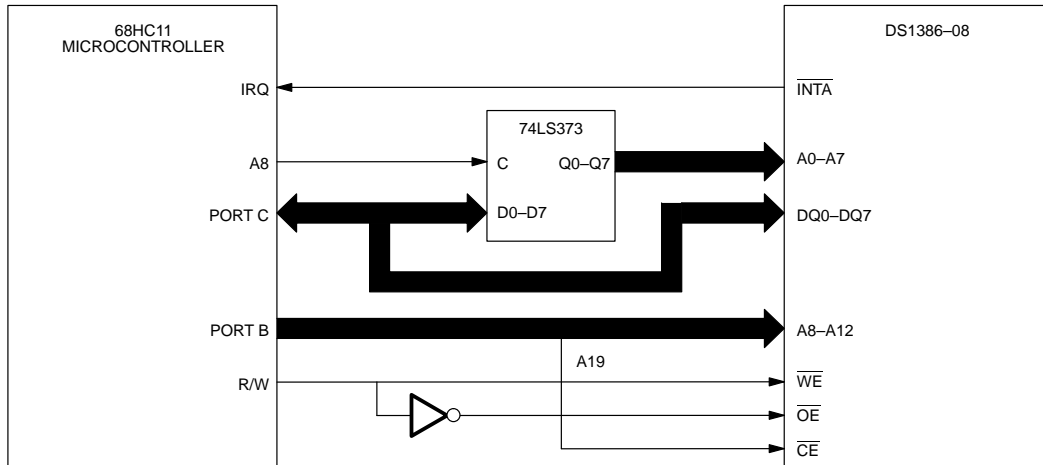 68HC11
MICROCONTROLLER
DS1386–08
IRQ
INTA
74LS373
A8
C
Q0–Q7
A0–A7
PORT C
D0–D7
DQ0–DQ7
PORT B
A8–A12
A19
R/W
WE
OE
CE